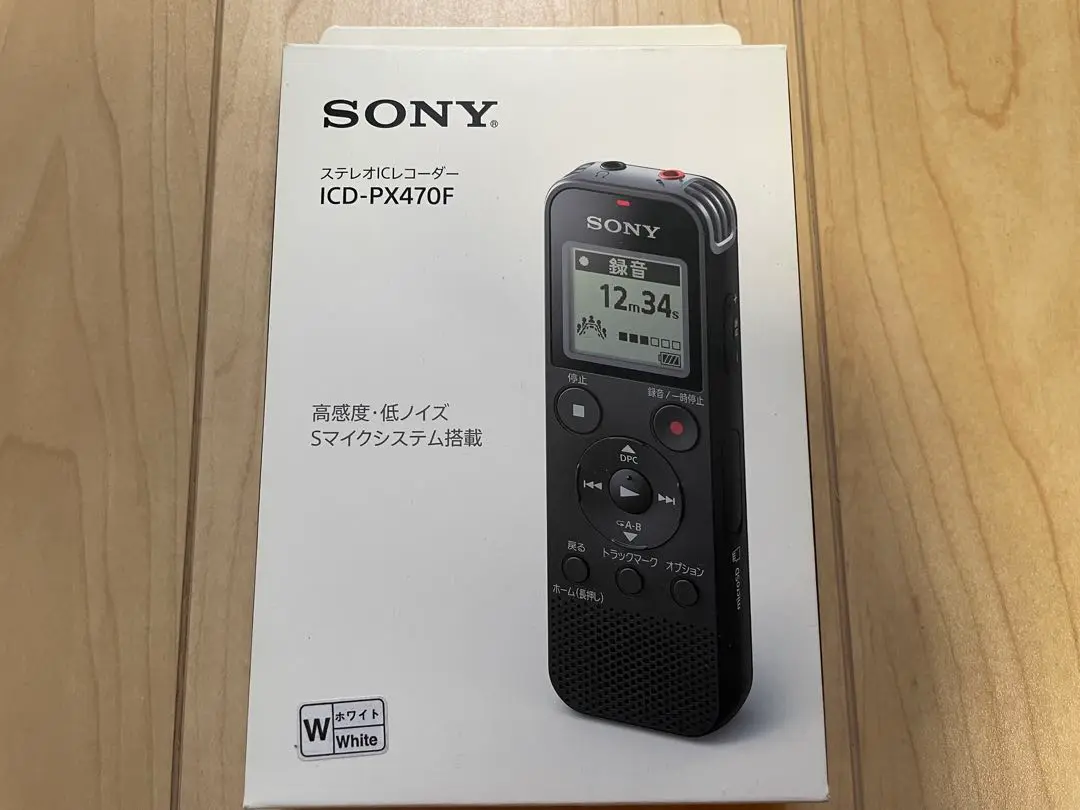 SONY®
ステレオICレコーダー
ICD-PX470F
SONY
録音
12m34s
停止
録音/一時停止
高感度・低ノイズ
Sマイクシステム搭載
DPC
A-B
戻る
トラックマーク
オプション
ホーム(長押し)
microSD
W
ホワイト
White